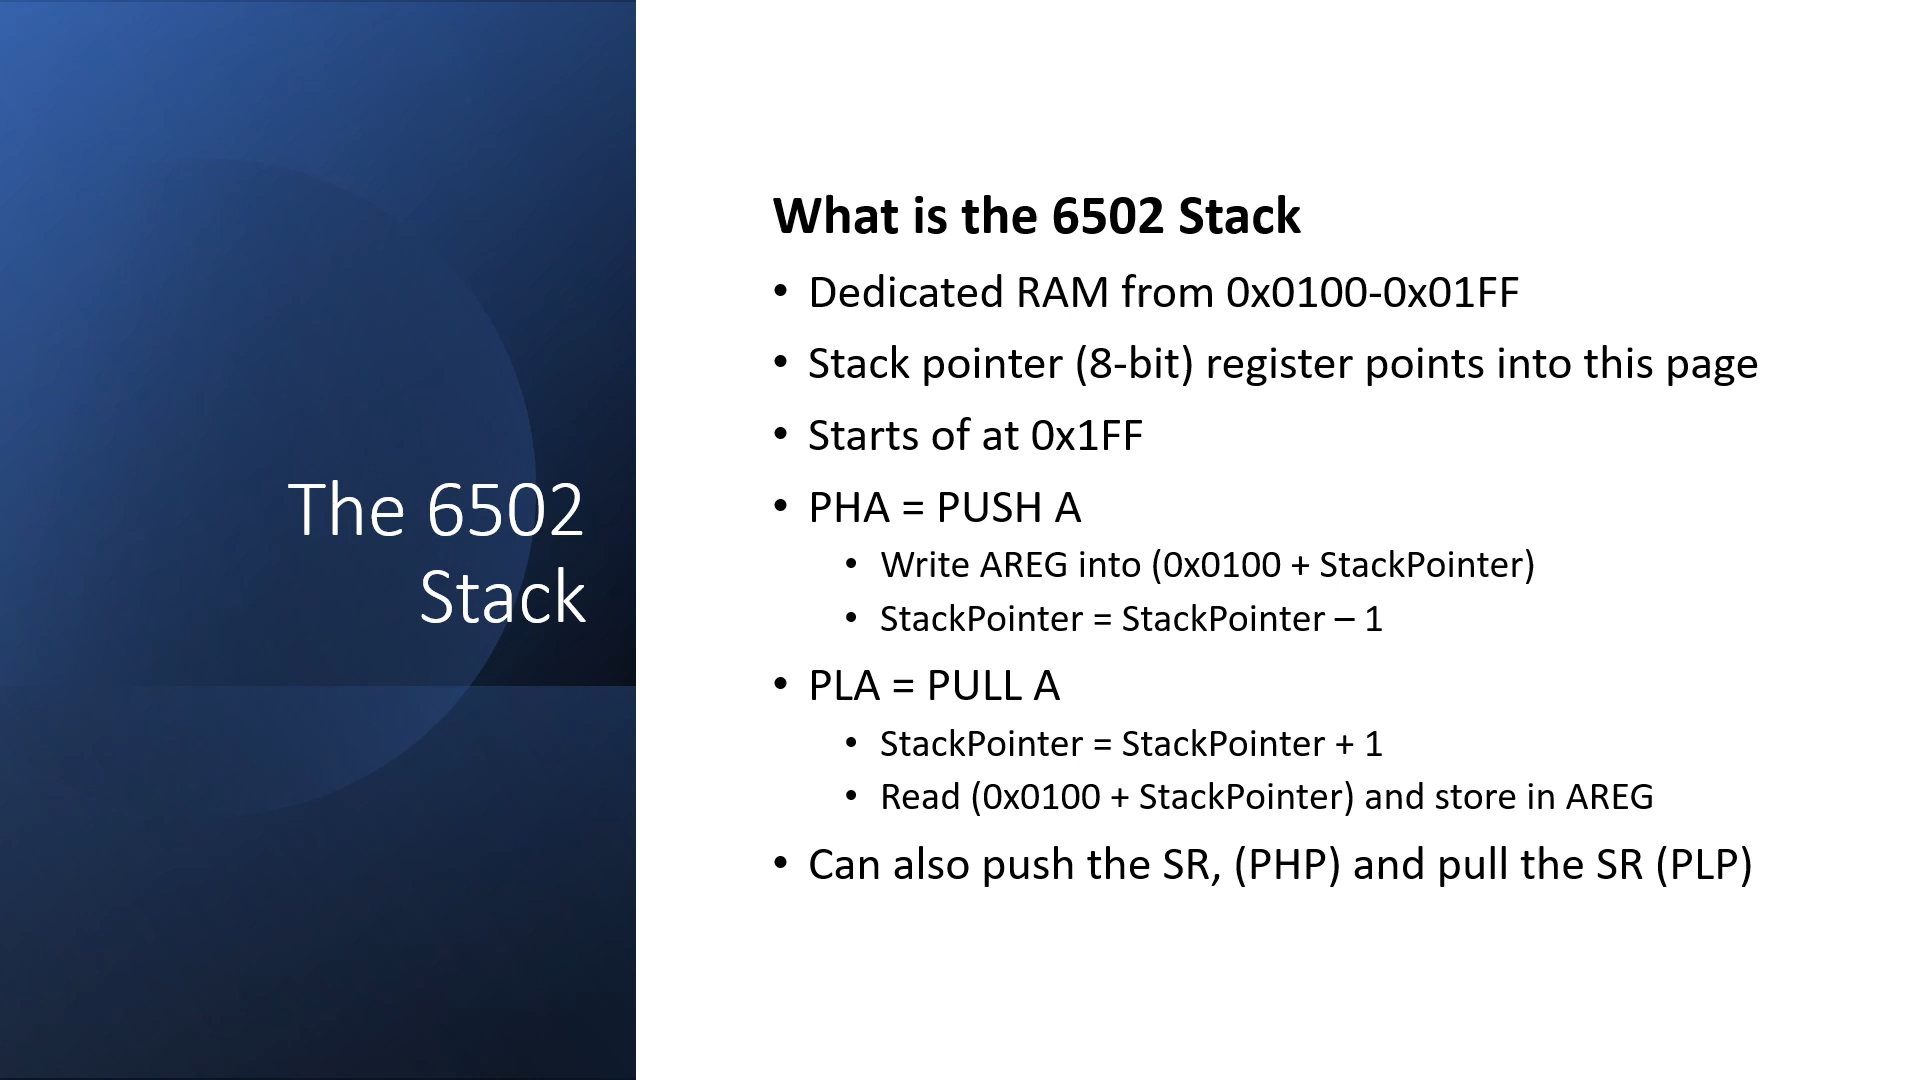 The 6502
Stack
What is the 6502 Stack
• Dedicated RAM from 0x0100-0x01FF
• Stack pointer (8-bit) register points into this page
• Starts of at 0x1FF
• PHA = PUSH A
• Write AREG into (0x0100 + StackPointer)
• StackPointer = StackPointer – 1
• PLA = PULL A
• StackPointer = StackPointer + 1
• Read (0x0100 + StackPointer) and store in AREG
• Can also push the SR, (PHP) and pull the SR (PLP)